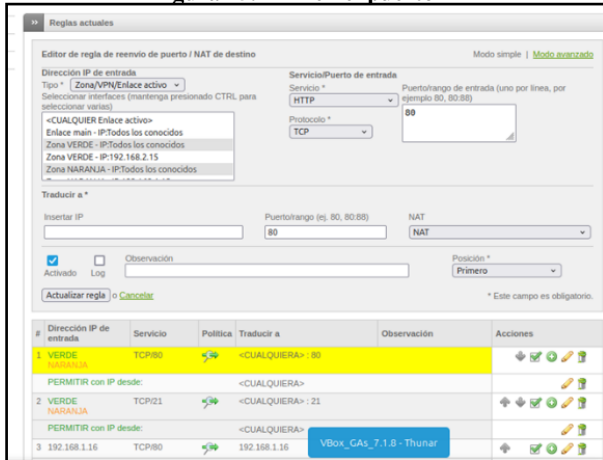 Reglas actuales
Editor de regla de reenvío de puerto / NAT de destino
Modo simple | Modo avanzado
Dirección IP de entrada
Tipo * Zona/VPN/Enlace activo
Seleccionar interfaces (mantenga presionado CTRL para seleccionar varias)
<CUALQUIER Enlace activo>
Enlace main - IP:Todos los conocidos
Zona VERDE - IP:Todos los conocidos
Zona VERDE - IP:192.168.2.15
Zona NARANJA - IP:Todos los conocidos
Servicio/Puerto de entrada
Servicio *
HTTP
Protocolo *
TCP
Puerto/rango de entrada (uno por línea, por ejemplo 80, 80:88)
80
Traducir a *
Insertar IP
Puerto/rango (ej. 80, 80:88)
80
NAT
NAT
Activado
Log
Observación
Posición *
Primero
Actualizar regla o Cancelar
* Este campo es obligatorio.
# Dirección IP de entrada Servicio Política Traducir a Observación Acciones
1 VERDE TCP/80 <CUALQUIERA> : 80
NARANJA
PERMITIR con IP desde: <CUALQUIERA>
2 VERDE TCP/21 <CUALQUIERA> : 21
NARANJA
PERMITIR con IP desde: <CUALQUIERA>
3 192.168.1.16 TCP/80 192.168.1.16
VBox_GAs_7.1.8 - Thunar